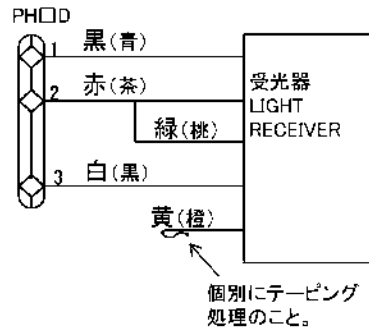 PH□D
1 黒(青)
2 赤(茶)
緑(桃)
3 白(黒)
黄(橙)
受光器
LIGHT
RECEIVER
個別にテーピング
処理のこと。